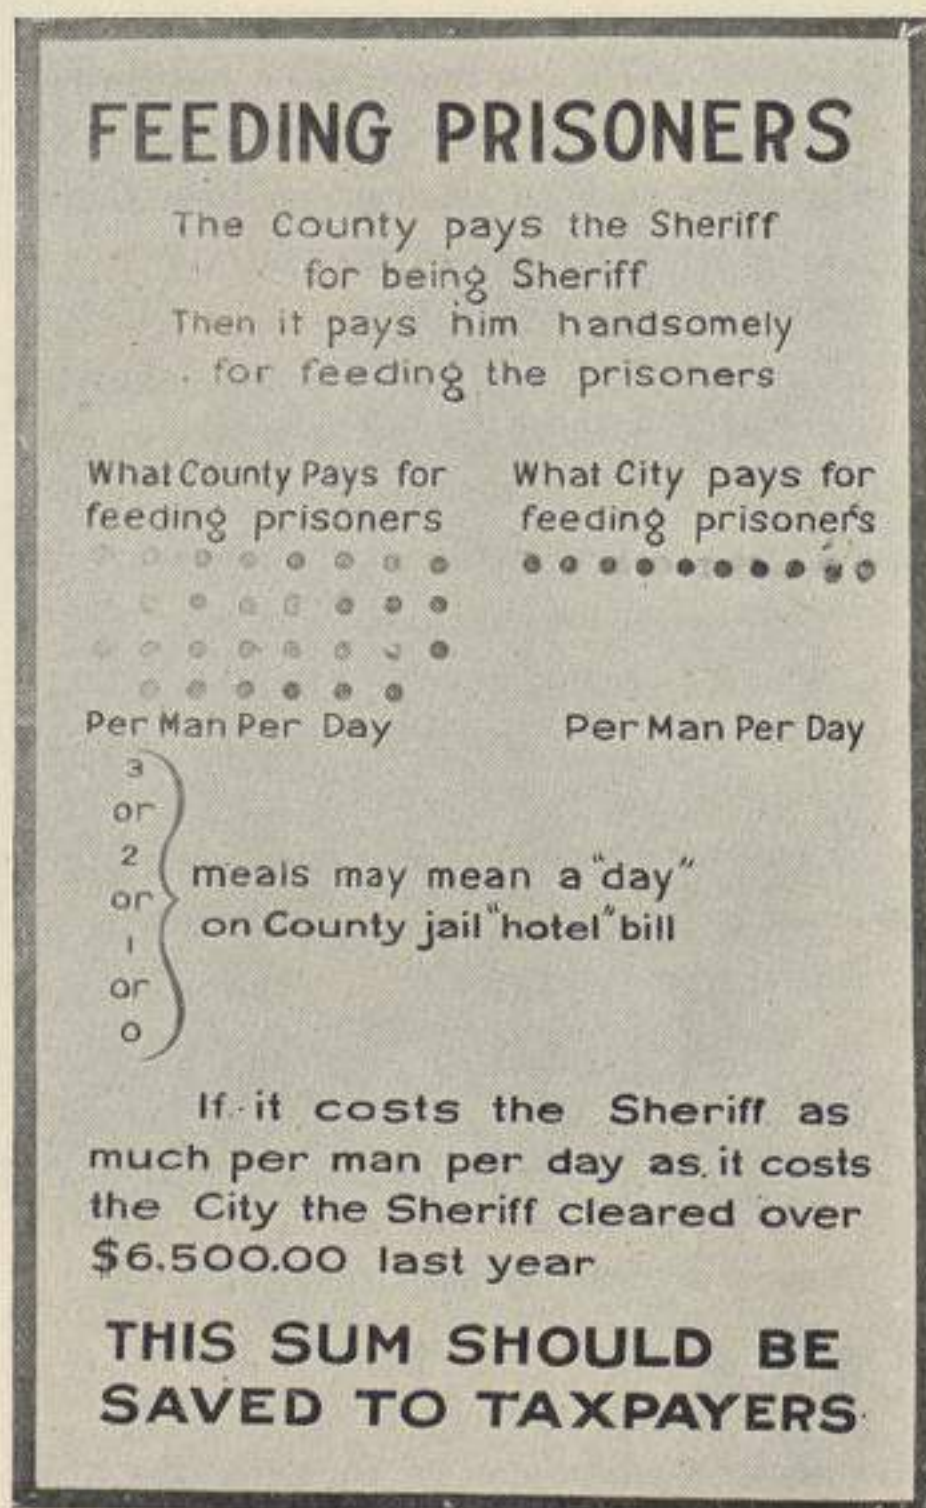 FEEDING PRISONERS
The County pays the Sheriff
for being Sheriff
Then it pays him handsomely
for feeding the prisoners
What County Pays for
feeding prisoners
What City pays for
feeding prisoners
Per Man Per Day
Per Man Per Day
3
or
2
or
1
or
0
meals may mean a "day"
on County jail "hotel" bill
If it costs the Sheriff as
much per man per day as it costs
the City the Sheriff cleared over
$6.500.00 last year
THIS SUM SHOULD BE
SAVED TO TAXPAYERS